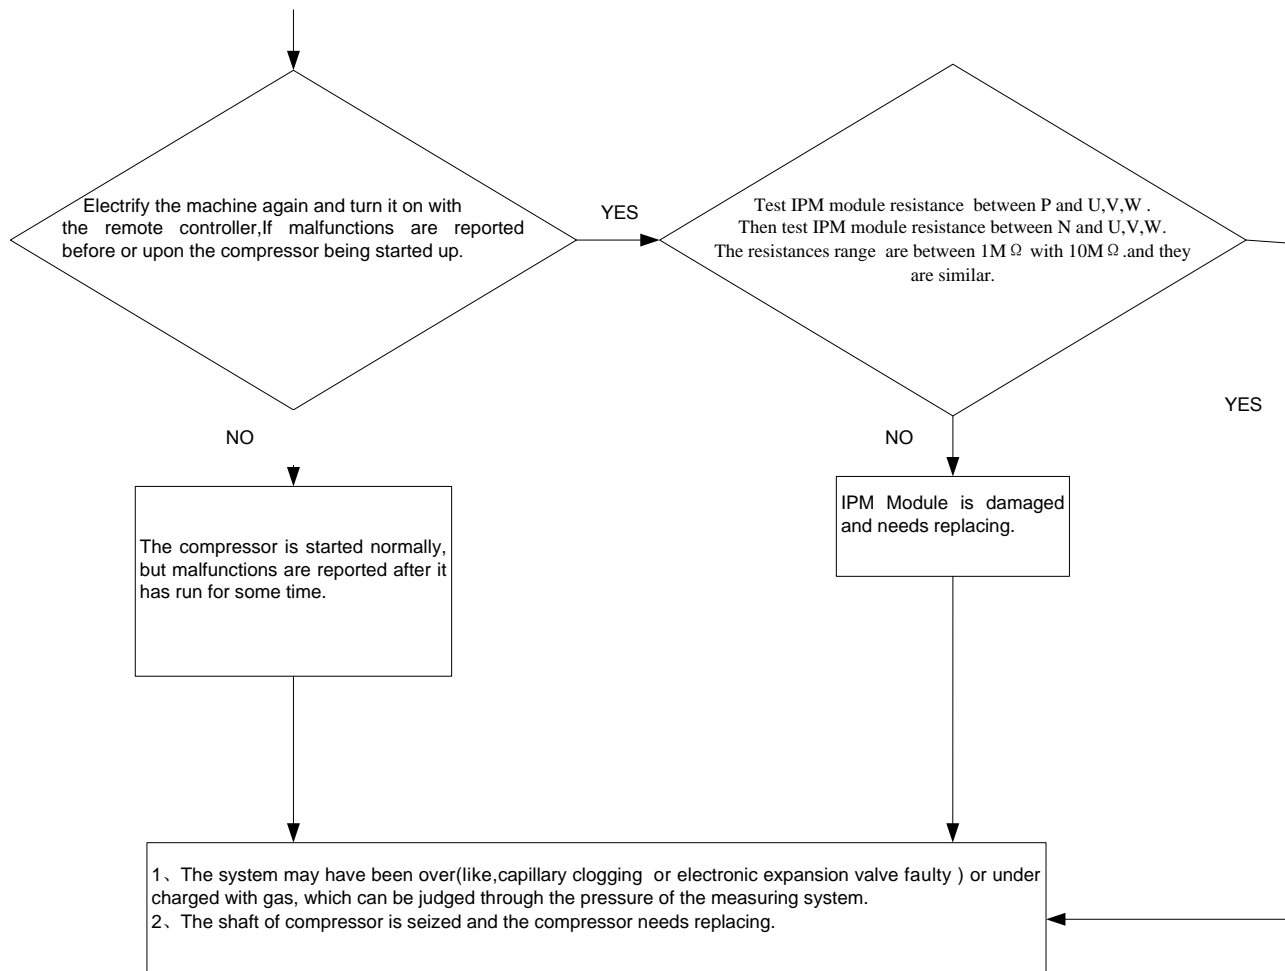 Electrify the machine again and turn it on with
the remote controller,If malfunctions are reported
before or upon the compressor being started up.
YES
Test IPM module resistance between P and U,V,W .
Then test IPM module resistance between N and U,V,W.
The resistances range are between 1MΩ with 10MΩ.and they
are similar.
YES
NO
NO
IPM Module is damaged
and needs replacing.
The compressor is started normally,
but malfunctions are reported after it
has run for some time.
1、The system may have been over(like,capillary clogging or electronic expansion valve faulty ) or under
charged with gas, which can be judged through the pressure of the measuring system.
2、The shaft of compressor is seized and the compressor needs replacing.